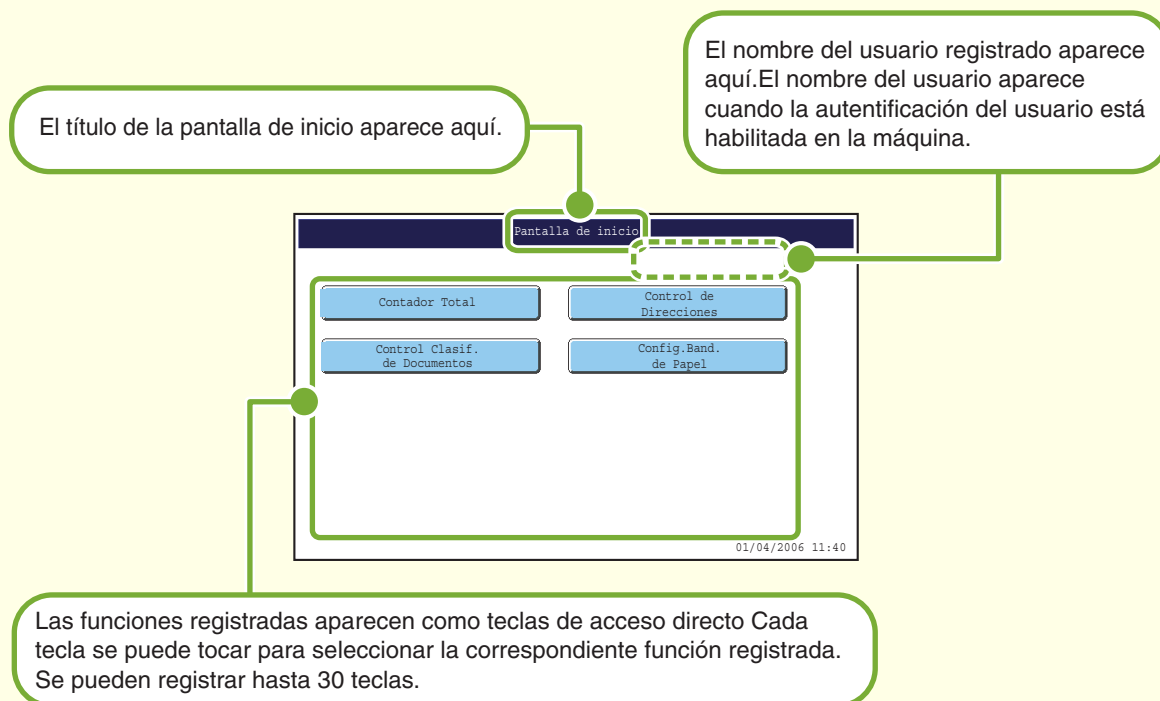 El título de la pantalla de inicio aparece aquí.
El nombre del usuario registrado aparece
aquí.El nombre del usuario aparece
cuando la autentificación del usuario está
habilitada en la máquina.
Pantalla de inicio
Contador Total
Control de
Direcciones
Control Clasif.
de Documentos
Config.Band.
de Papel
01/04/2006 11:40
Las funciones registradas aparecen como teclas de acceso directo Cada
tecla se puede tocar para seleccionar la correspondiente función registrada.
Se pueden registrar hasta 30 teclas.